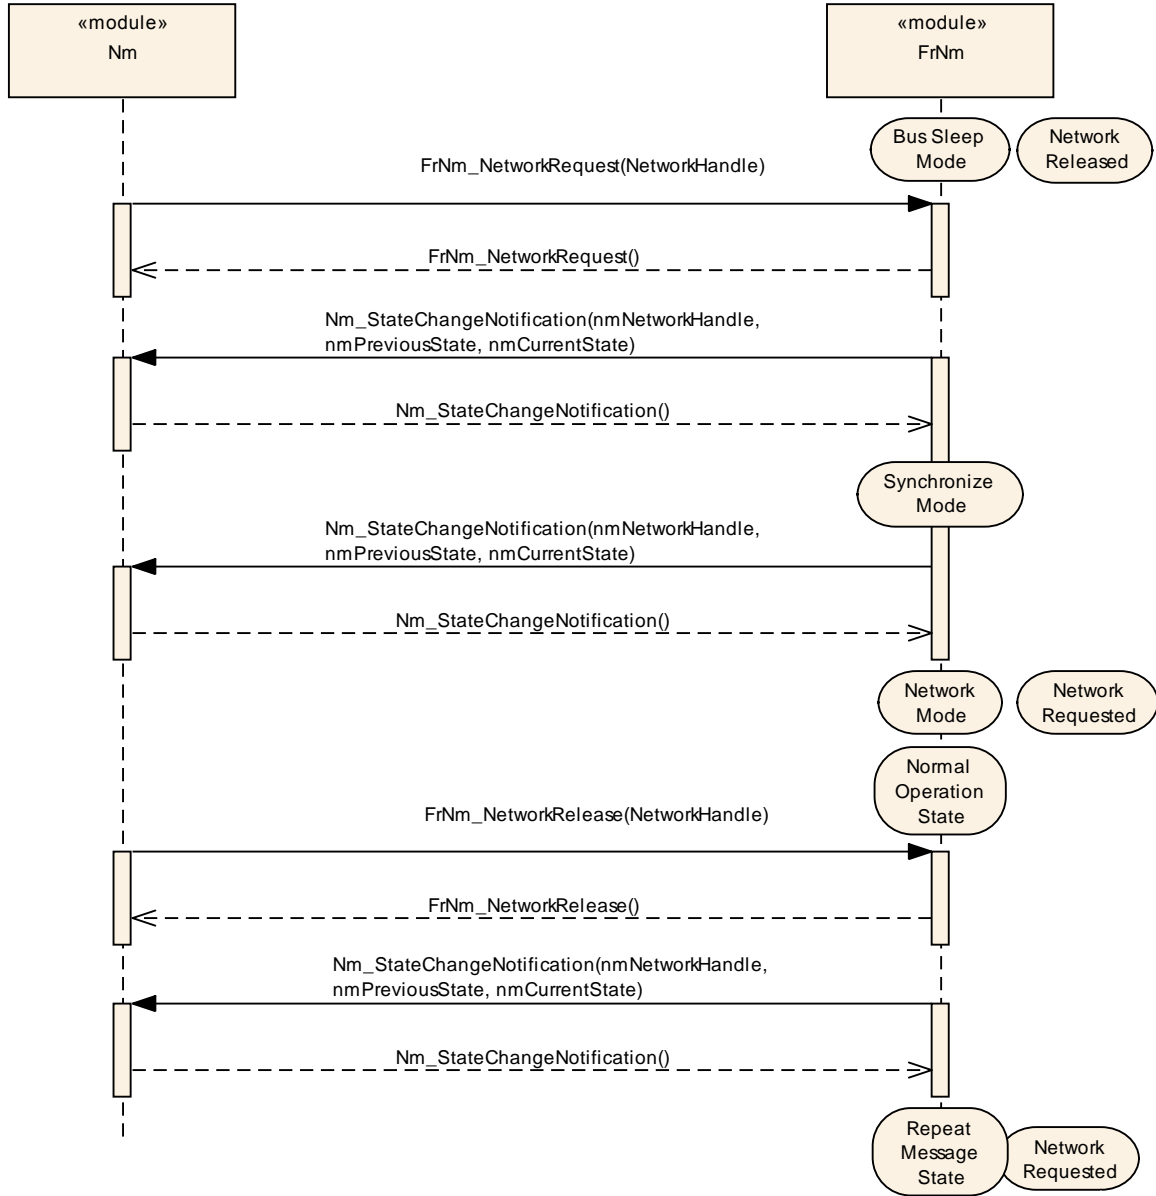 «module»
Nm
«module»
FrNm
Bus Sleep
Mode
Network
Released
FrNm_NetworkRequest(NetworkHandle)
FrNm_NetworkRequest()
Nm_StateChangeNotification(nmNetworkHandle,
nmPreviousState, nmCurrentState)
Nm_StateChangeNotification()
Synchronize
Mode
Nm_StateChangeNotification(nmNetworkHandle,
nmPreviousState, nmCurrentState)
Nm_StateChangeNotification()
Network
Mode
Network
Requested
Normal
Operation
State
FrNm_NetworkRelease(NetworkHandle)
FrNm_NetworkRelease()
Nm_StateChangeNotification(nmNetworkHandle,
nmPreviousState, nmCurrentState)
Nm_StateChangeNotification()
Repeat
Message
State
Network
Requested